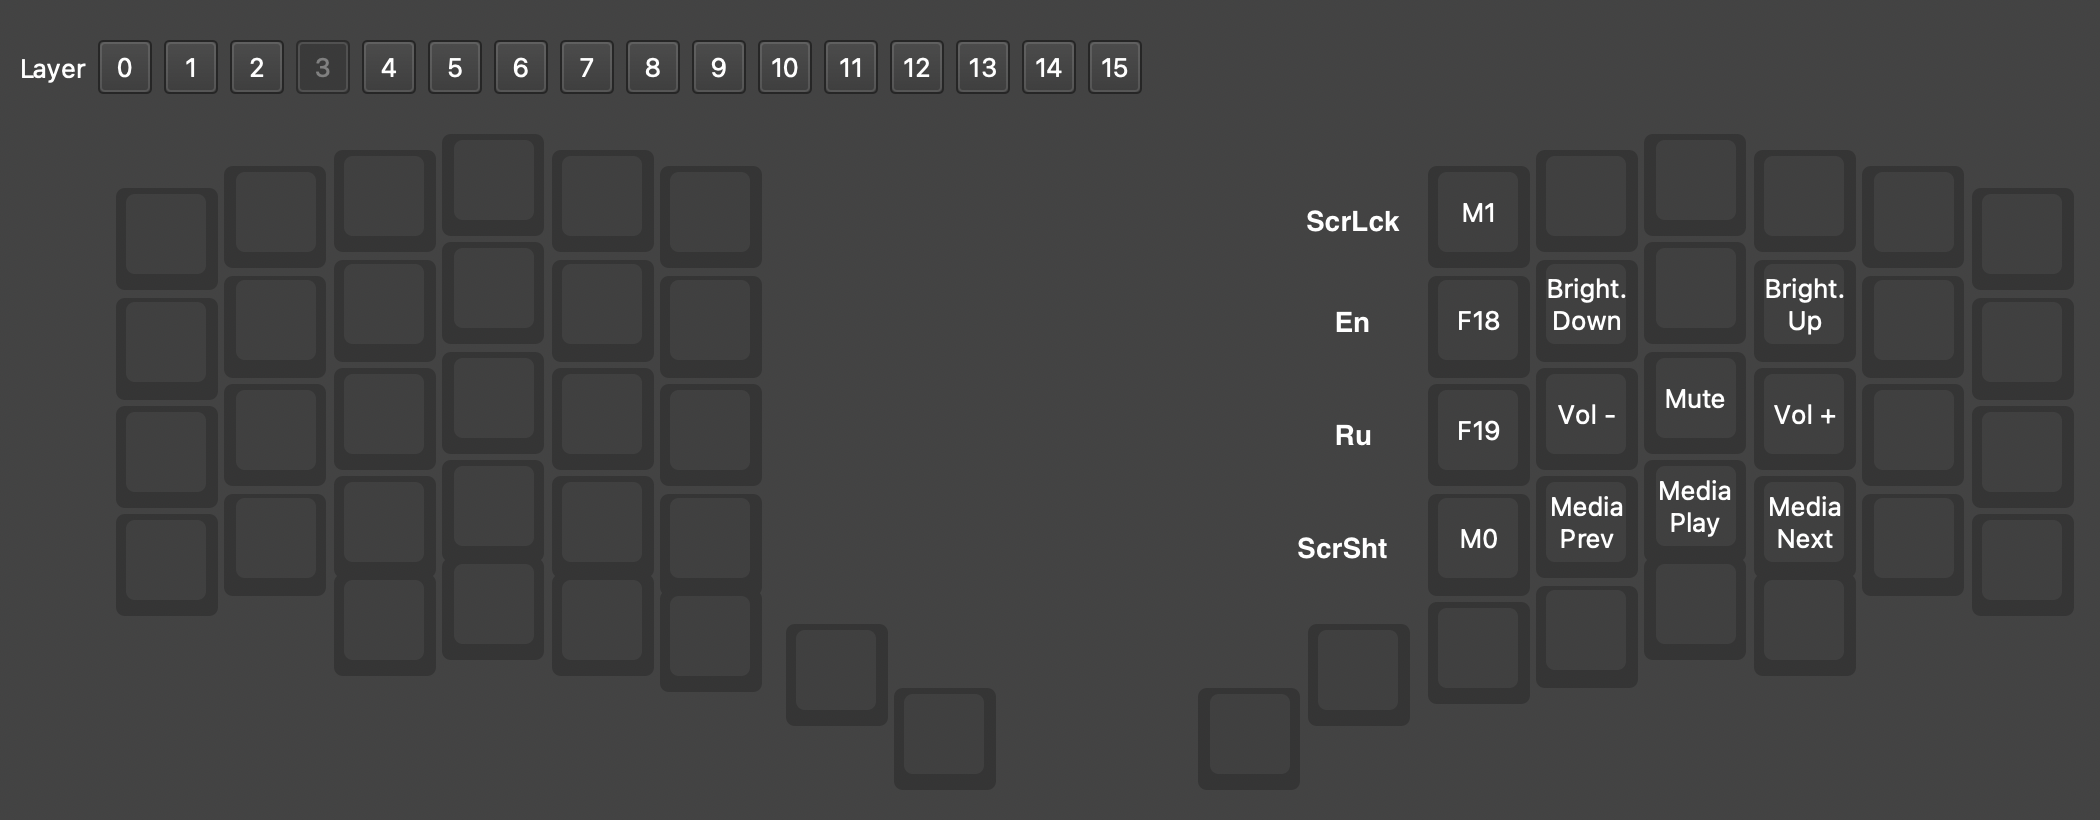 Layer 0 1 2 3 4 5 6 7 8 9 10 11 12 13 14 15
ScrLck M1
En F18 Bright. Down Bright. Up
Ru F19 Vol - Mute Vol +
ScrSht M0 Media Prev Media Play Media Next